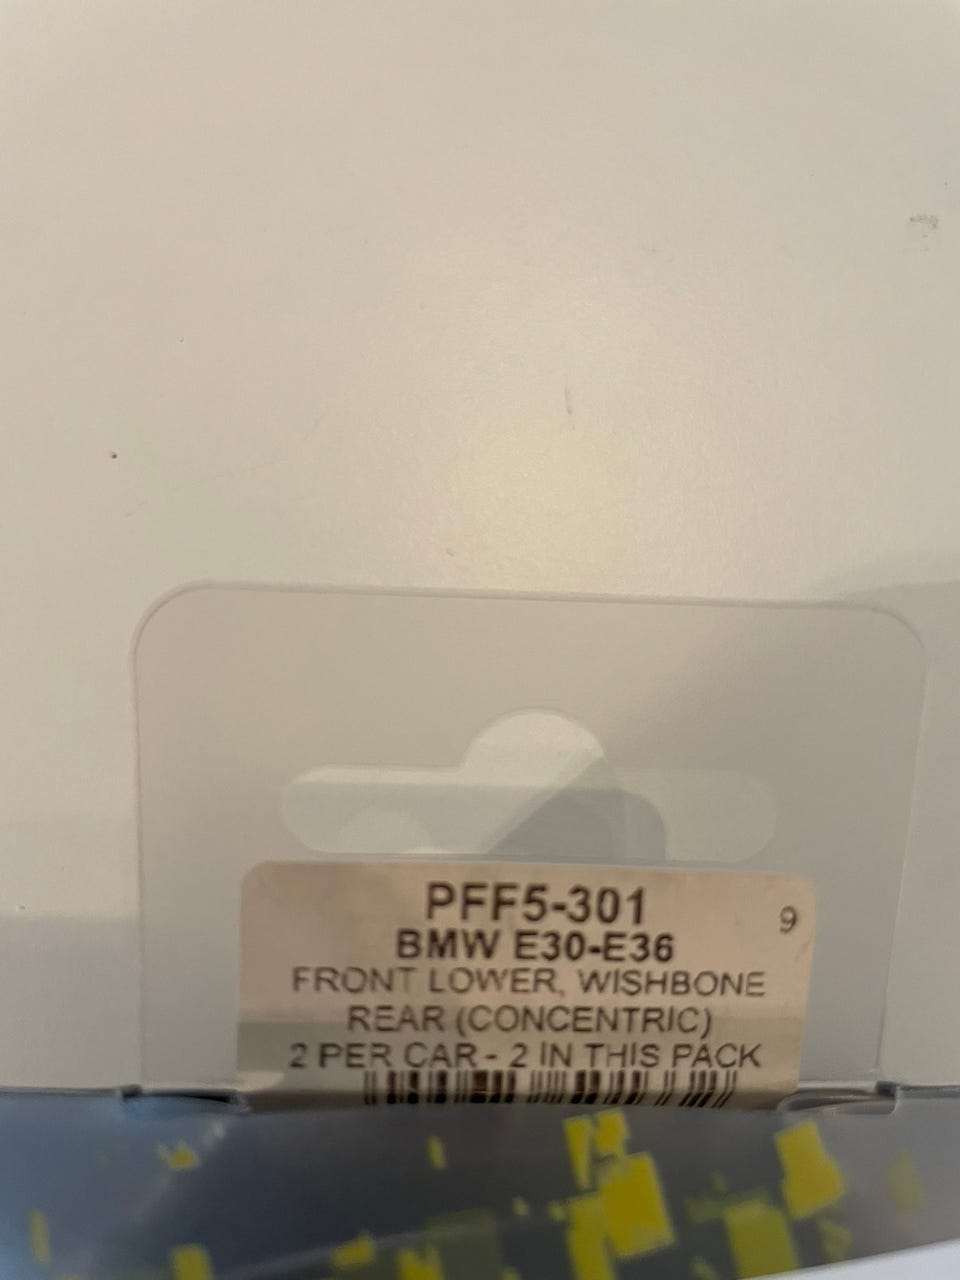 PFF5-301
9
BMW E30-E36
FRONT LOWER, WISHBONE
REAR (CONCENTRIC)
2 PER CAR - 2 IN THIS PACK